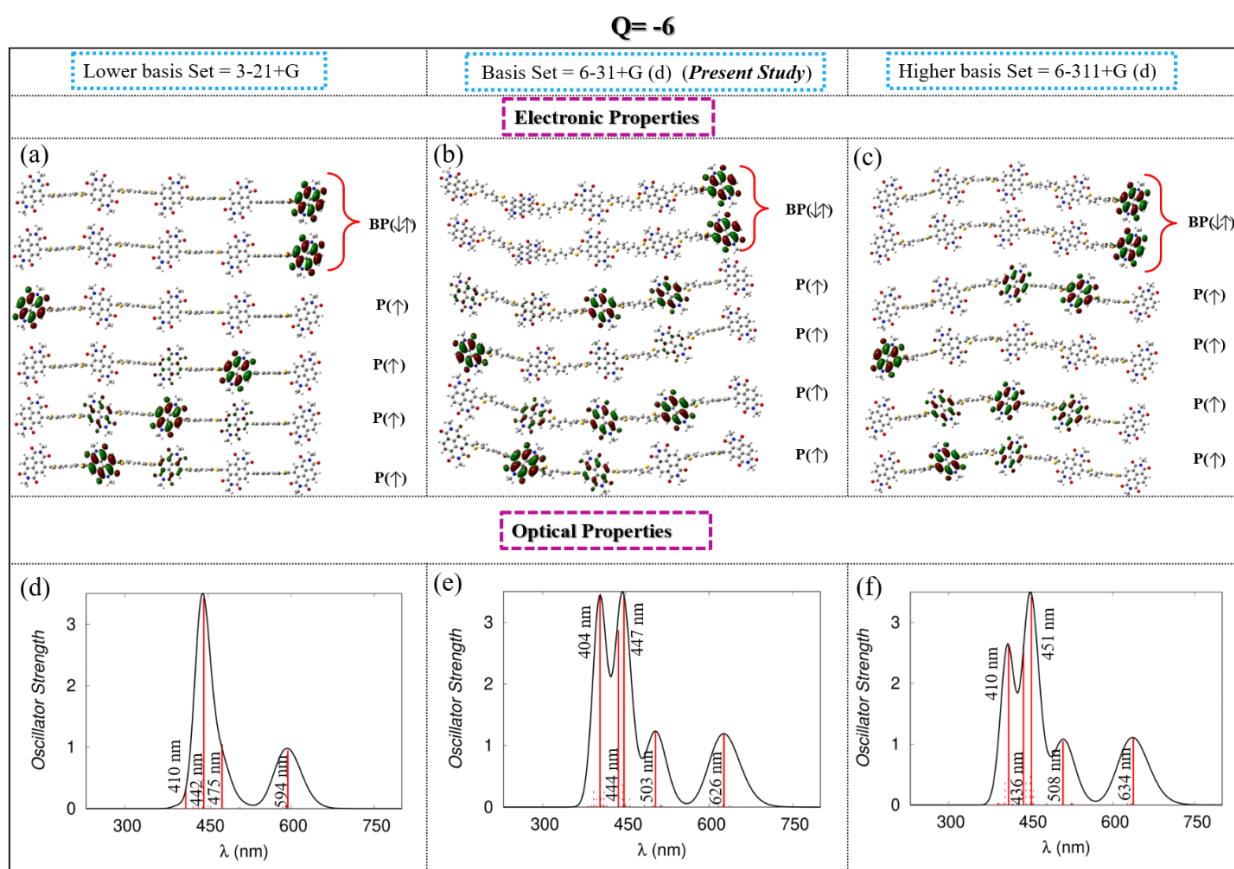 Q= -6
Lower basis Set = 3-21+G
Basis Set = 6-31+G (d) (Present Study)
Higher basis Set = 6-311+G (d)
Electronic Properties
(a)
BP(↓↑)
P(↑)
P(↑)
P(↑)
P(↑)
(b)
BP(↓↑)
P(↑)
P(↑)
P(↑)
P(↑)
(c)
BP(↓↑)
P(↑)
P(↑)
P(↑)
P(↑)
Optical Properties
(d)
Oscillator Strength
3
2
1
0
410 nm
442 nm
475 nm
594 nm
300 450 600 750
λ (nm)
(e)
Oscillator Strength
3
2
1
0
404 nm
444 nm
447 nm
503 nm
626 nm
300 450 600 750
λ (nm)
(f)
Oscillator Strength
3
2
1
0
410 nm
436 nm
451 nm
508 nm
634 nm
300 450 600 750
λ (nm)